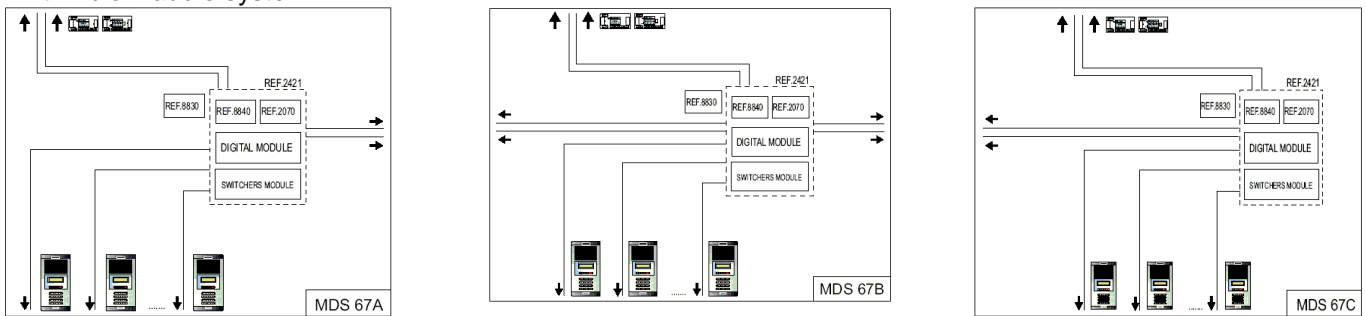 REF.2421
REF.8830
REF.8840
REF.2070
DIGITAL MODULE
SWITCHERS MODULE
.......
MDS 67A
REF.2421
REF.8830
REF.8840
REF.2070
DIGITAL MODULE
SWITCHERS MODULE
.......
MDS 67B
REF.2421
REF.8830
REF.8840
REF.2070
DIGITAL MODULE
SWITCHERS MODULE
.......
MDS 67C